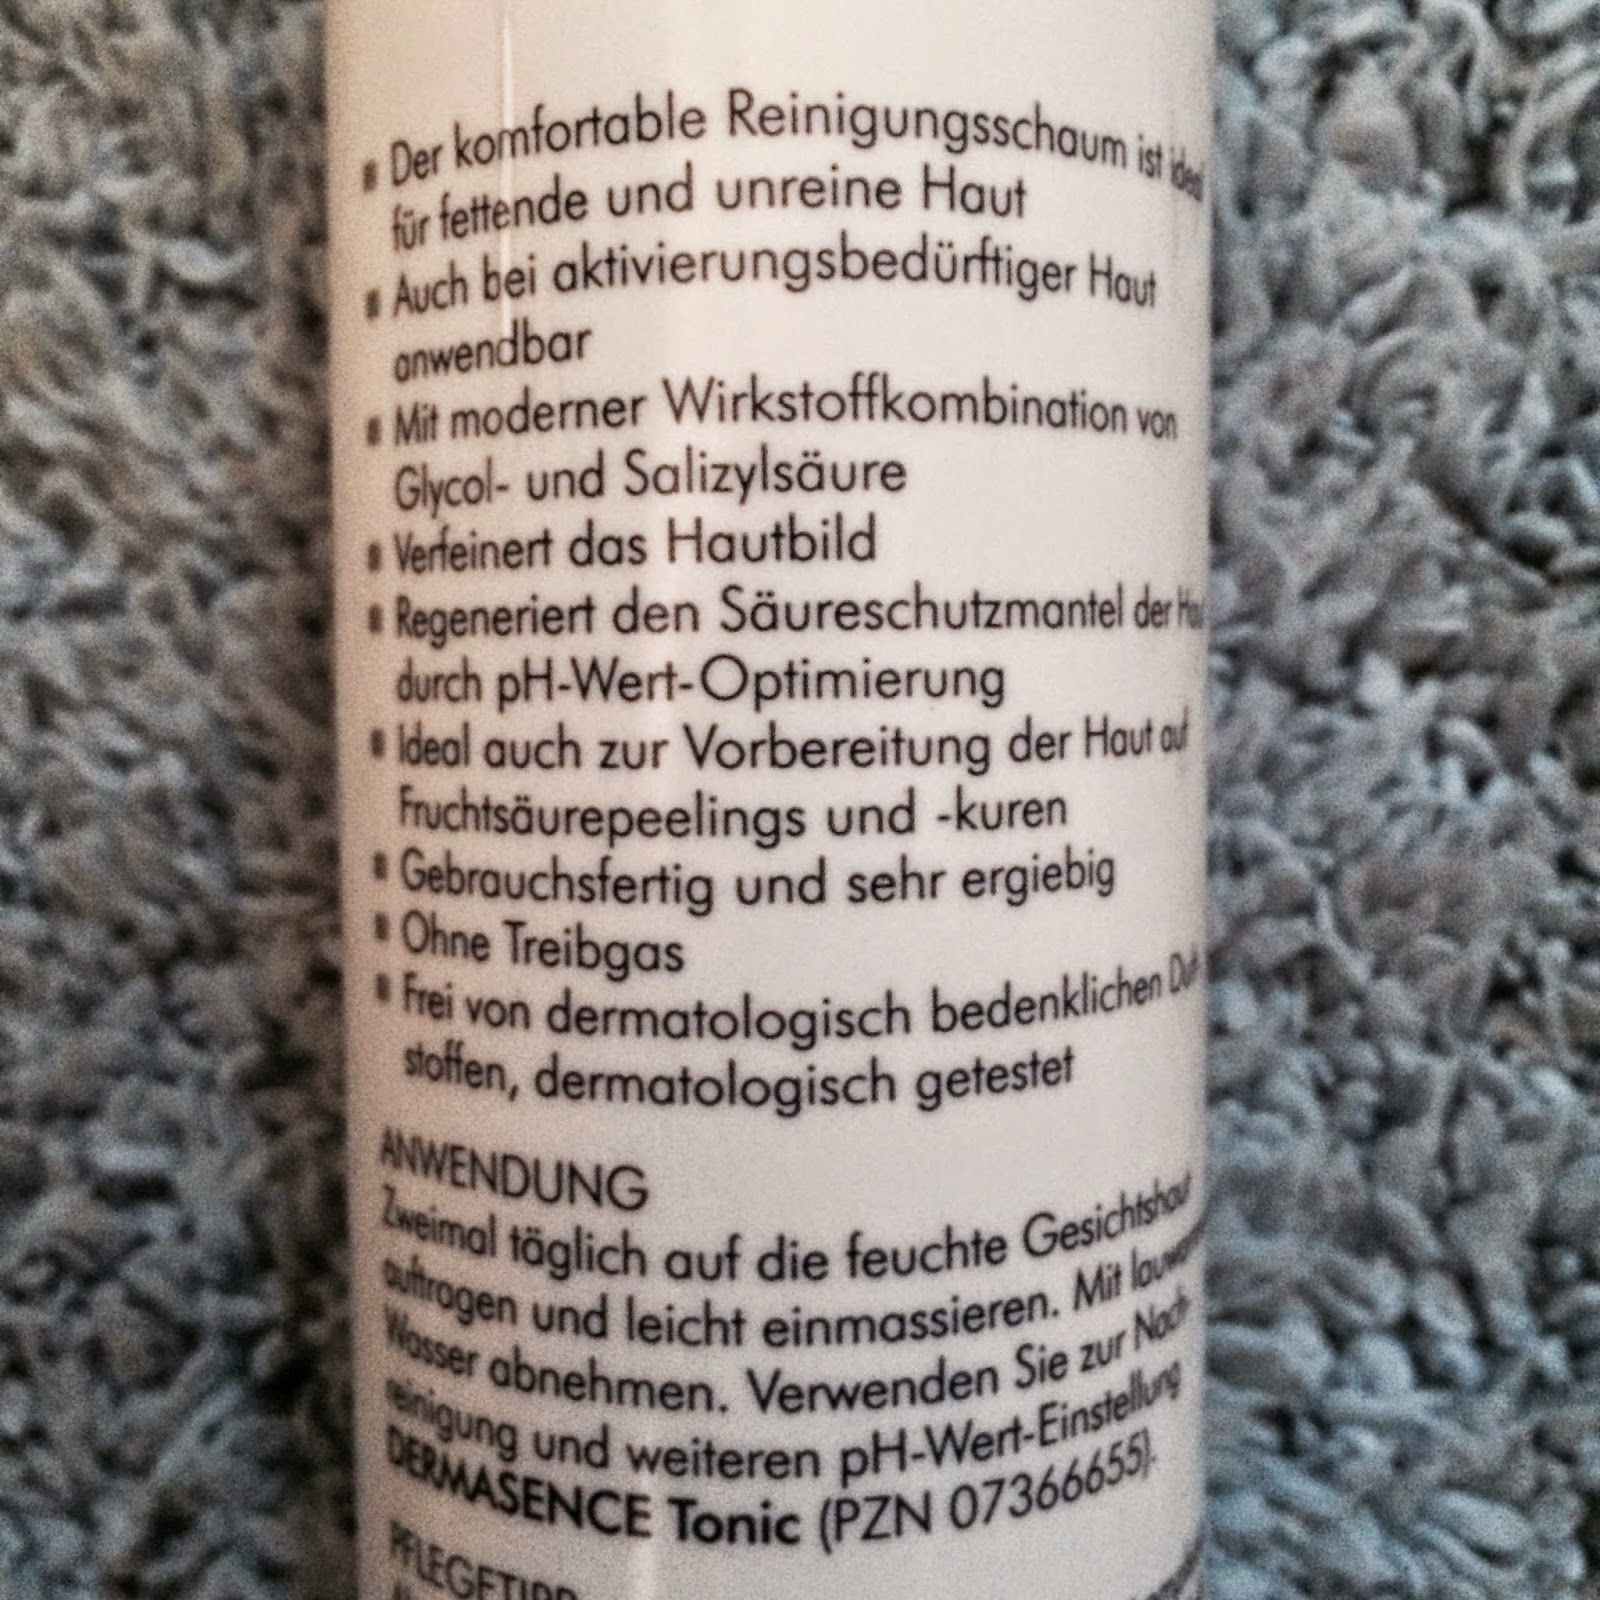 ▪ Der komfortable Reinigungsschaum ist ideal
für fettende und unreine Haut
▪ Auch bei aktivierungsbedürftiger Haut
anwendbar
▪ Mit moderner Wirkstoffkombination von
Glycol- und Salizylsäure
▪ Verfeinert das Hautbild
▪ Regeneriert den Säureschutzmantel der
durch pH-Wert-Optimierung
▪ Ideal auch zur Vorbereitung der Haut auf
Fruchtsäurepeelings und -kuren
▪ Gebrauchsfertig und sehr ergiebig
▪ Ohne Treibgas
▪ Frei von dermatologisch bedenklichen Duft-
stoffen, dermatologisch getestet
ANWENDUNG
Zweimal täglich auf die feuchte Gesichtshaut
auftragen und leicht einmassieren. Mit
Wasser abnehmen. Verwenden Sie zur Nach-
reinigung und weiteren pH-Wert-Einstellung
DERMASENCE Tonic (PZN 07366655).